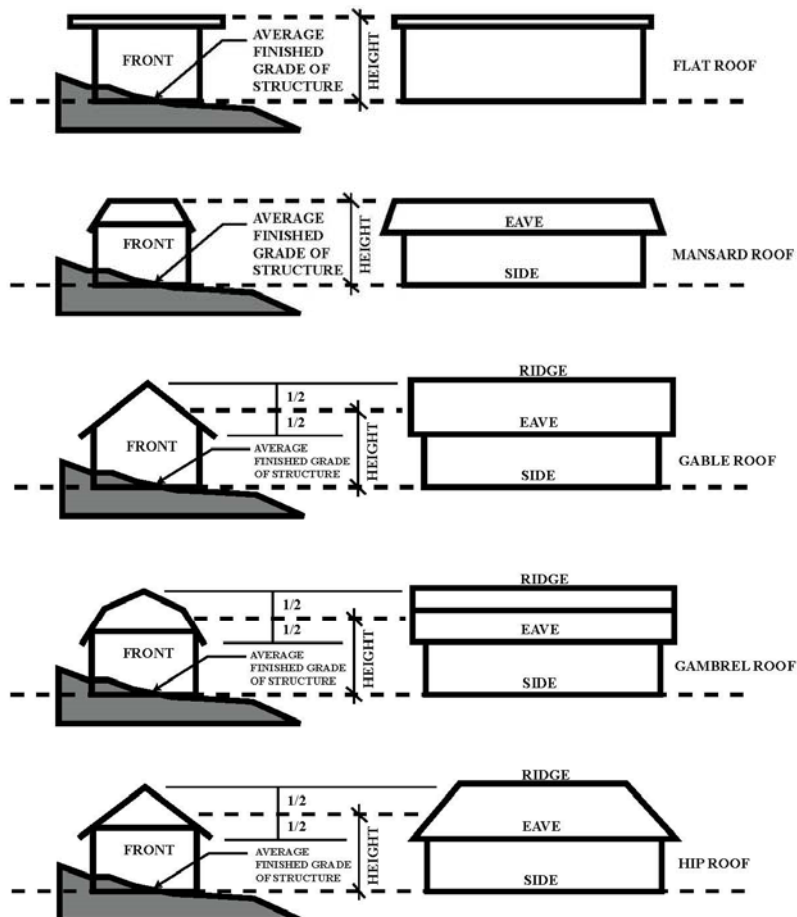 FRONT
AVERAGE
FINISHED
GRADE OF
STRUCTURE
HEIGHT
FLAT ROOF
FRONT
AVERAGE
FINISHED
GRADE OF
STRUCTURE
HEIGHT
EAVE
SIDE
MANSARD ROOF
FRONT
1/2
1/2
AVERAGE
FINISHED GRADE
OF STRUCTURE
HEIGHT
RIDGE
EAVE
SIDE
GABLE ROOF
FRONT
1/2
1/2
AVERAGE
FINISHED GRADE
OF STRUCTURE
HEIGHT
RIDGE
EAVE
SIDE
GAMBREL ROOF
FRONT
1/2
1/2
AVERAGE
FINISHED GRADE
OF STRUCTURE
HEIGHT
RIDGE
EAVE
SIDE
HIP ROOF